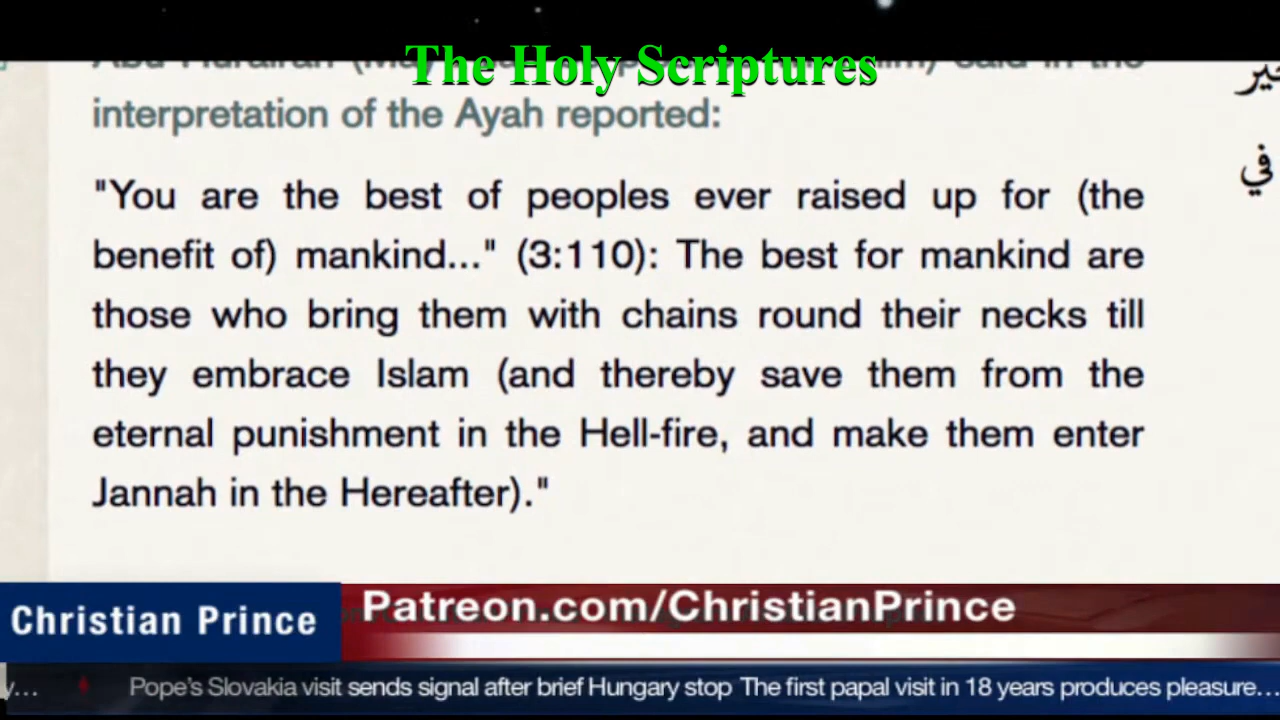 The Holy Scriptures
said in the
interpretation of the Ayah reported:
"You are the best of peoples ever raised up for (the
benefit of) mankind..." (3:110): The best for mankind are
those who bring them with chains round their necks till
they embrace Islam (and thereby save them from the
eternal punishment in the Hell-fire, and make them enter
Jannah in the Hereafter)."
في
Christian Prince
Patreon.com/ChristianPrince
Pope's Slovakia visit sends signal after brief Hungary stop The first papal visit in 18 years produces pleasure...